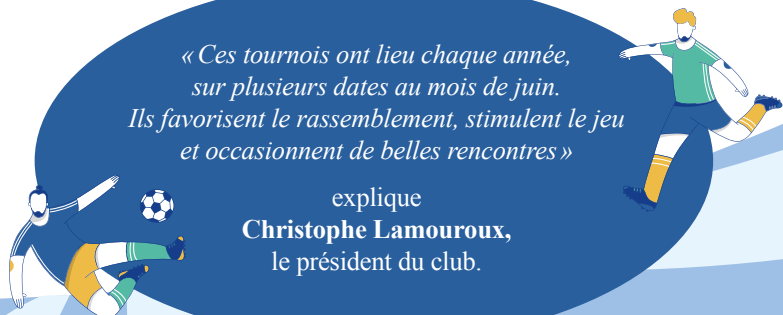 « Ces tournois ont lieu chaque année,
sur plusieurs dates au mois de juin.
Ils favorisent le rassemblement, stimulent le jeu
et occasionnent de belles rencontres »
explique
Christophe Lamouroux,
le président du club.